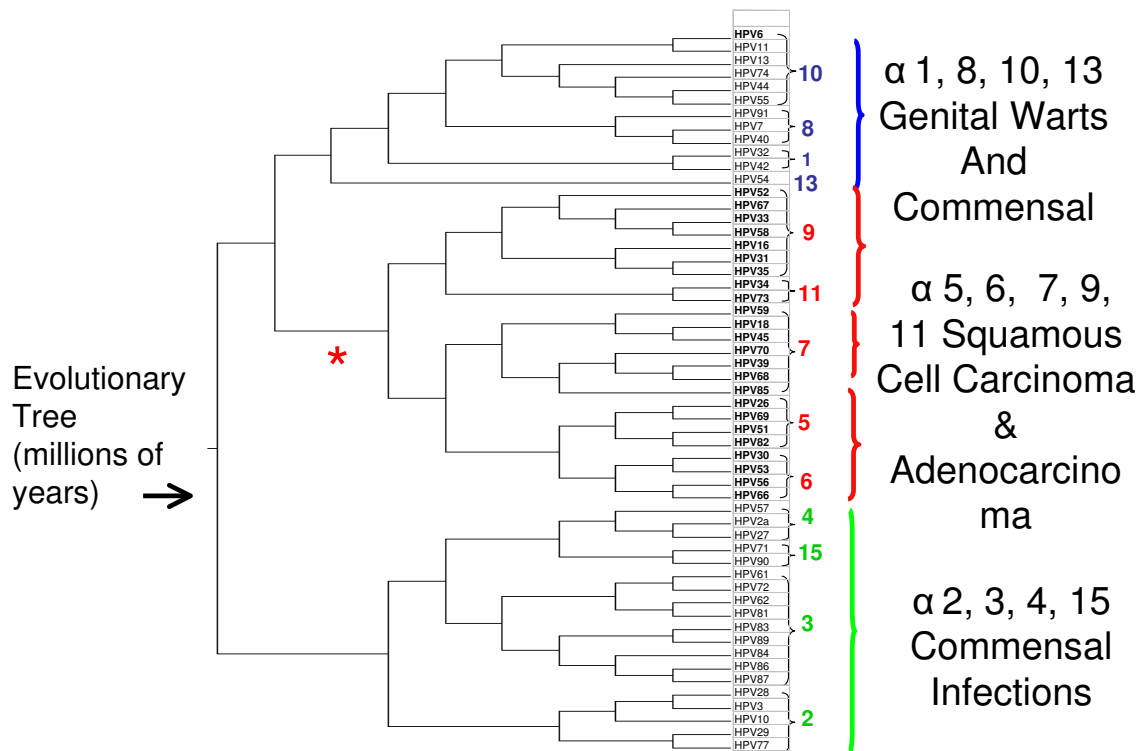 Evolutionary
Tree
(millions of
years)
*
HPV6
HPV11
HPV13
HPV74
HPV44
HPV55
HPV91
HPV7
HPV40
HPV32
HPV42
HPV54
HPV52
HPV67
HPV33
HPV58
HPV16
HPV31
HPV35
HPV34
HPV73
HPV59
HPV18
HPV45
HPV70
HPV39
HPV68
HPV85
HPV26
HPV69
HPV51
HPV82
HPV30
HPV53
HPV56
HPV66
HPV57
HPV2a
HPV27
HPV71
HPV90
HPV61
HPV72
HPV62
HPV81
HPV83
HPV89
HPV84
HPV86
HPV87
HPV28
HPV3
HPV10
HPV29
HPV77
10
8
1
13
9
11
7
5
6
4
15
3
2
α 1, 8, 10, 13
Genital Warts
And
Commensal
α 5, 6, 7, 9,
11 Squamous
Cell Carcinoma
&
Adenocarcino
ma
α 2, 3, 4, 15
Commensal
Infections